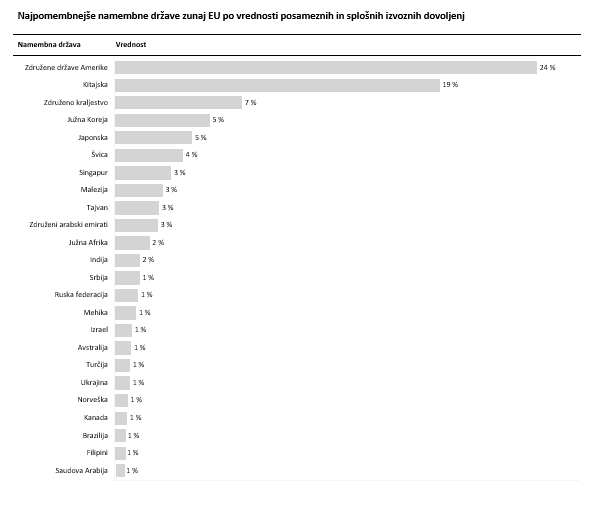 Najpomembnejše namembne države zunaj EU po vrednosti posameznih in splošnih izvoznih dovoljenj
Namembna država Vrednost
Združene države Amerike 24 %
Kitajska 19 %
Združeno kraljestvo 7 %
Južna Koreja 5 %
Japonska 5 %
Švica 4 %
Singapur 3 %
Malezija 3 %
Tajvan 3 %
Združeni arabski emirati 3 %
Južna Afrika 2 %
Indija 2 %
Srbija 1 %
Ruska federacija 1 %
Mehika 1 %
Izrael 1 %
Avstralija 1 %
Turčija 1 %
Ukrajina 1 %
Norveška 1 %
Kanada 1 %
Brazilija 1 %
Filipini 1 %
Saudova Arabija 1 %